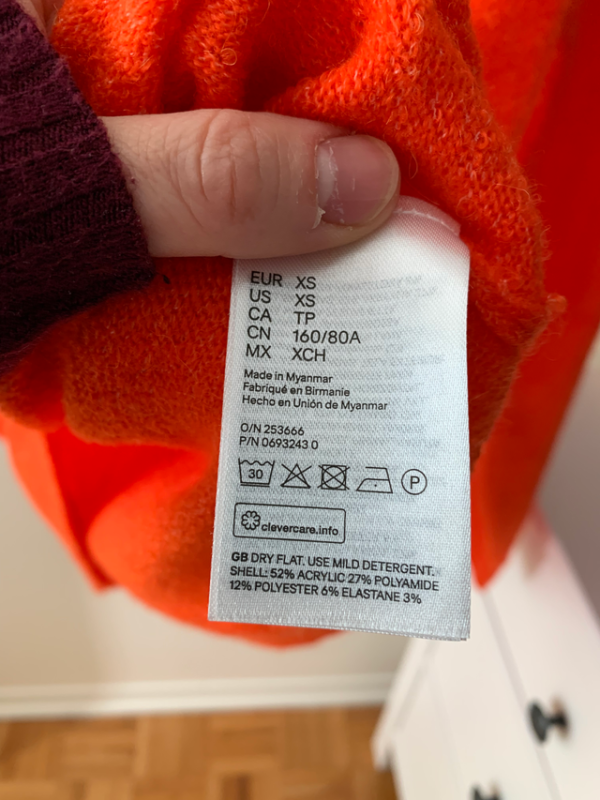 EUR XS
US XS
CA TP
CN 160/80A
MX XCH
Made in Myanmar
Fabriqué en Birmanie
Hecho en Unión de Myanmar
O/N 253666
P/N 0693243 0
30 P
clevercare.info
GB DRY FLAT. USE MILD DETERGENT.
SHELL: 52% ACRYLIC 27% POLYAMIDE
12% POLYESTER 6% ELASTANE 3%